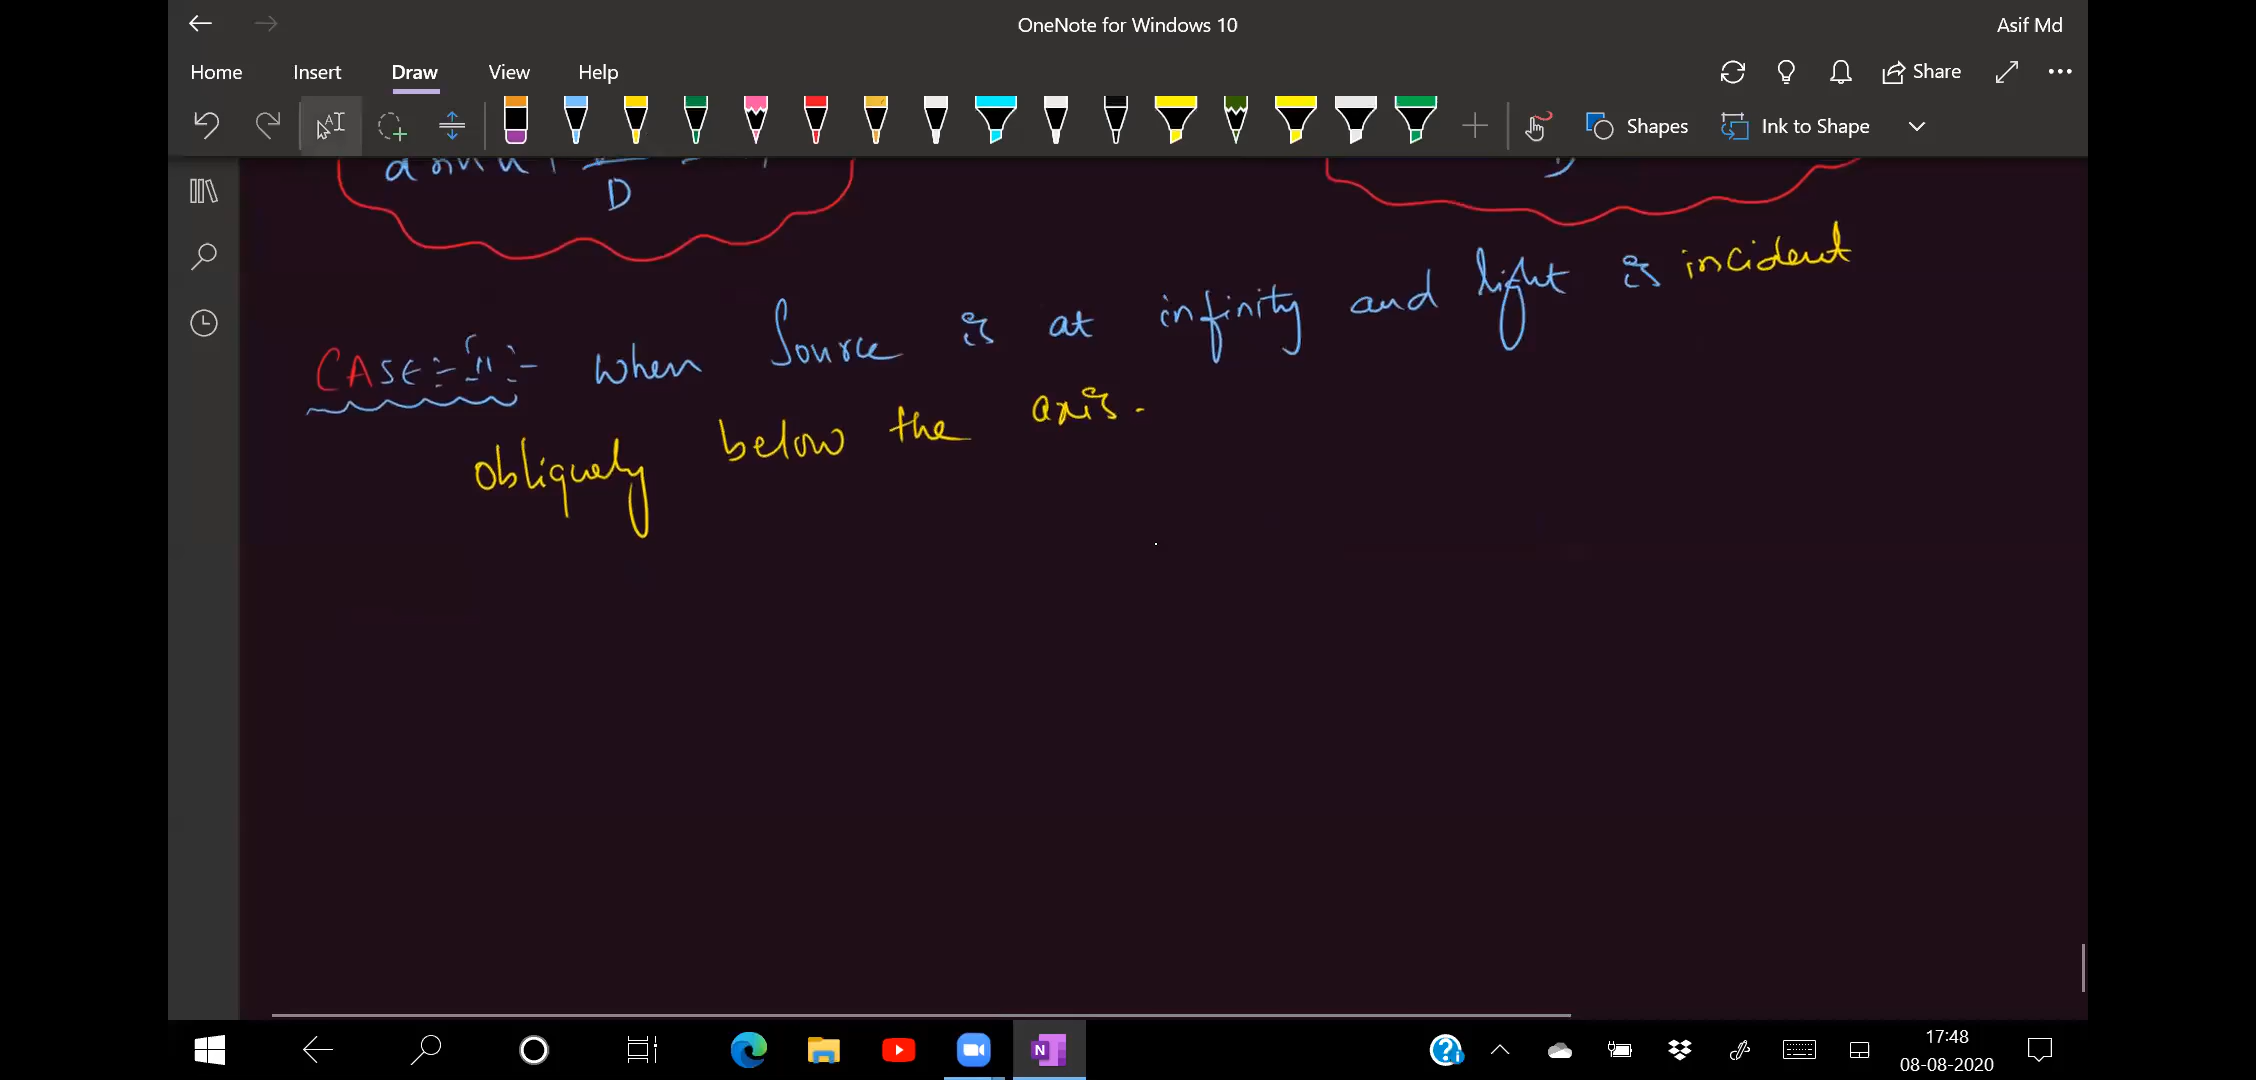 OneNote for Windows 10
Asif Md
Home Insert Draw View Help
Share
Shapes Ink to Shape
D
CASE-II:- when Source is at infinity and light is incident
obliquely below the axis.
17:48
08-08-2020